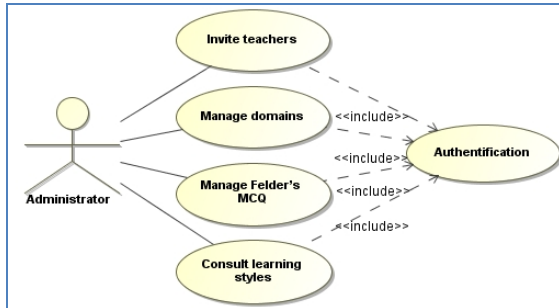 Invite teachers
Manage domains
<<include>>
Authentification
<<include>>
Manage Felder's
MCQ
<<include>>
Administrator
<<include>>
Consult learning
styles